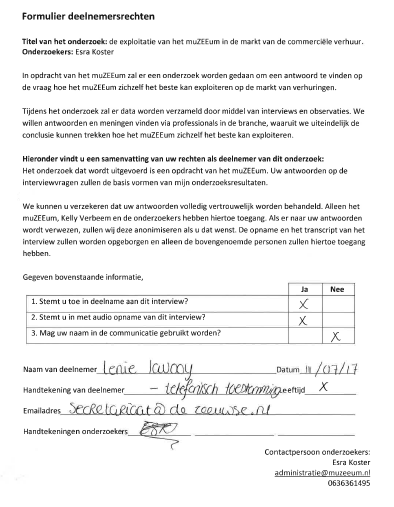 Formulier deelnemersrechten
Titel van het onderzoek: de exploitatie van het muZEEum in de markt van de commerciële verhuur.
Onderzoekers: Esra Koster
In opdracht van het muZEEum zal er een onderzoek worden gedaan om een antwoord te vinden op
de vraag hoe het muZEEum zichzelf het beste kan exploiteren op de markt van verhuringen.
Tijdens het onderzoek zal er data worden verzameld door middel van interviews en observaties. We
willen antwoorden en meningen vinden via professionals in de branche, waaruit we uiteindelijk de
conclusie kunnen trekken hoe het muZEEum zichzelf het beste kan exploiteren.
Hieronder vindt u een samenvatting van uw rechten als deelnemer van dit onderzoek:
Het onderzoek dat wordt uitgevoerd is een opdracht van het muZEEum. Uw antwoorden op de
interviewvragen zullen de basis vormen van mijn onderzoeksresultaten.
We kunnen u verzekeren dat uw antwoorden volledig vertrouwelijk worden behandeld. Alleen het
muZEEum, Kelly Verbeem en de onderzoekers hebben hiertoe toegang. Als er naar uw antwoorden
wordt verwezen, zullen wij deze anonimiseren als u dat wenst. De opname en het transcript van het
interview zullen worden opgeborgen en alleen de bovengenoemde personen zullen hiertoe toegang
hebben.
Gegeven bovenstaande informatie,
Ja Nee
1. Stemt u toe in deelname aan dit interview? X
2. Stemt u in met audio opname van dit interview? X
3. Mag uw naam in de communicatie gebruikt worden? X
Naam van deelnemer Lenie Datum 11/07/17
Handtekening van deelnemer - telefonisch toestemming leeftijd X
Emailadres secretariaat@de zeeuwse.nl
Handtekeningen onderzoekers
Contactpersoon onderzoekers:
Esra Koster
administratie@muzeeum.nl
0636361495